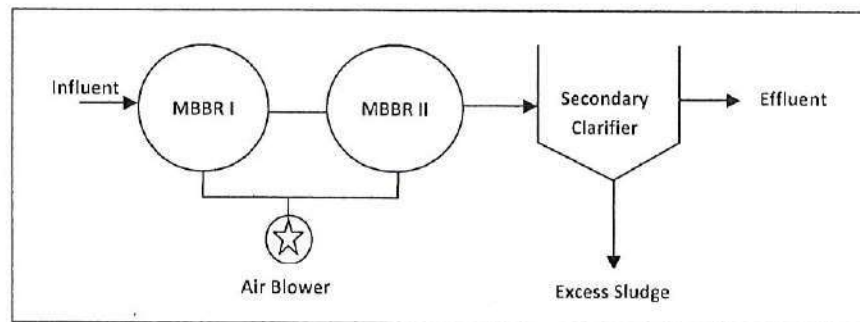 Influent
MBBR I
MBBR II
Secondary
Clarifier
Effluent
Air Blower
Excess Sludge